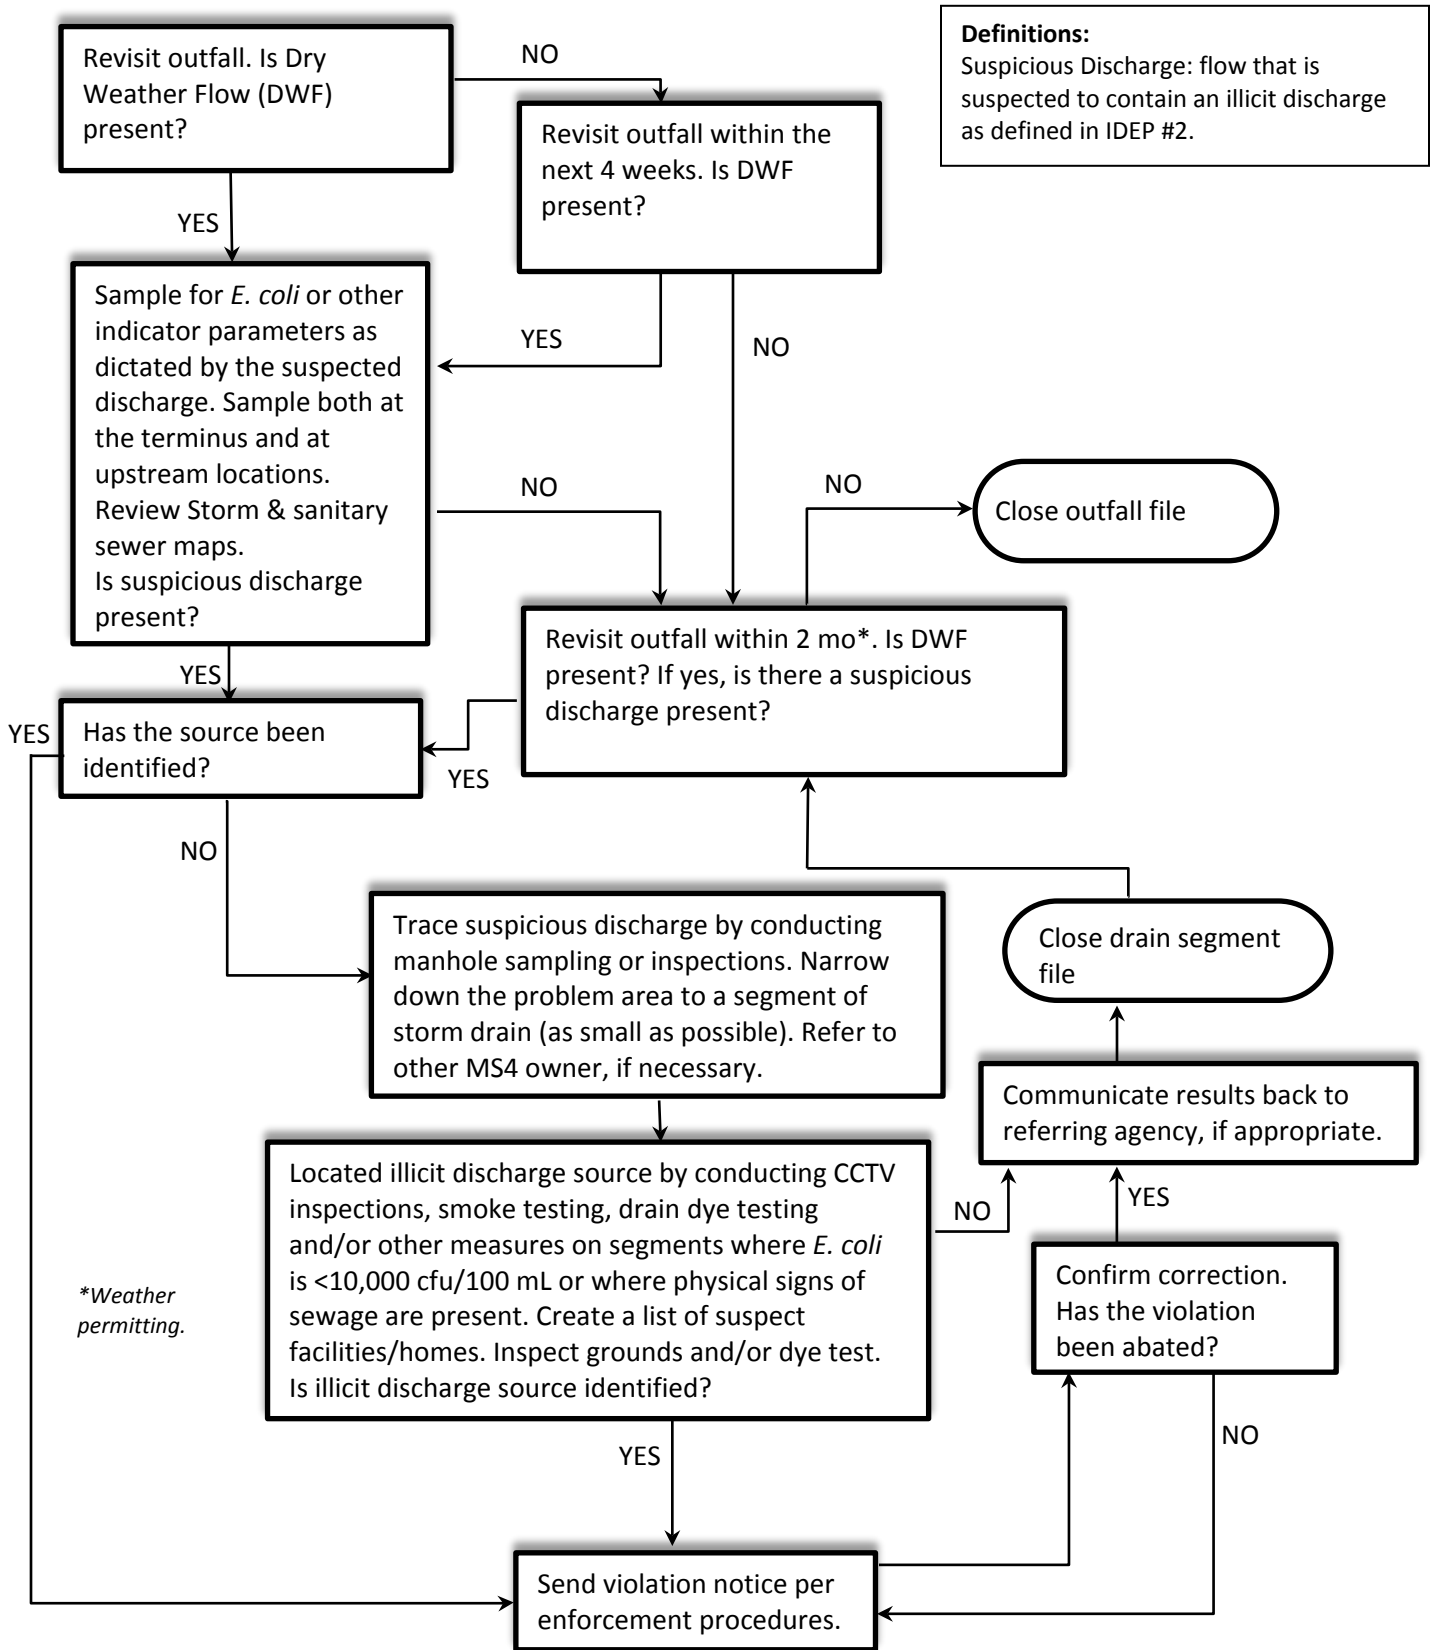 Revisit outfall. Is Dry
Weather Flow (DWF)
present?
NO
Definitions:
Suspicious Discharge: flow that is
suspected to contain an illicit discharge
as defined in IDEP #2.
Revisit outfall within the
next 4 weeks. Is DWF
present?
YES
Sample for E. coli or other
indicator parameters as
dictated by the suspected
discharge. Sample both at
the terminus and at
upstream locations.
Review Storm & sanitary
sewer maps.
Is suspicious discharge
present?
YES
NO
NO
NO
Close outfall file
Revisit outfall within 2 mo*. Is DWF
present? If yes, is there a suspicious
discharge present?
YES
YES
Has the source been
identified?
YES
NO
Trace suspicious discharge by conducting
manhole sampling or inspections. Narrow
down the problem area to a segment of
storm drain (as small as possible). Refer to
other MS4 owner, if necessary.
Close drain segment
file
Communicate results back to
referring agency, if appropriate.
Located illicit discharge source by conducting CCTV
inspections, smoke testing, drain dye testing
and/or other measures on segments where E. coli
is <10,000 cfu/100 mL or where physical signs of
sewage are present. Create a list of suspect
facilities/homes. Inspect grounds and/or dye test.
Is illicit discharge source identified?
NO
YES
Confirm correction.
Has the violation
been abated?
*Weather
permitting.
YES
NO
Send violation notice per
enforcement procedures.